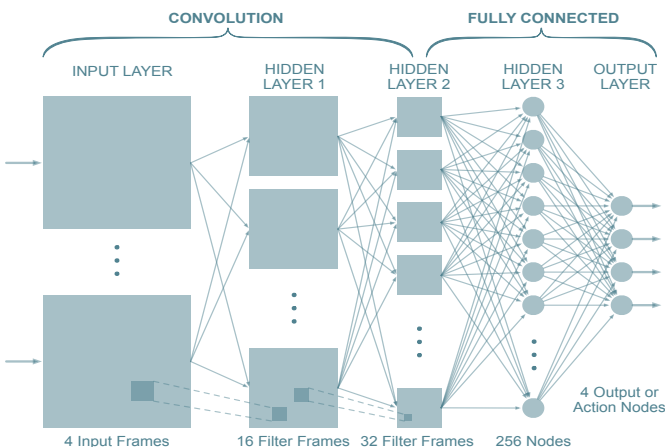 CONVOLUTION
FULLY CONNECTED
INPUT LAYER
HIDDEN
LAYER 1
HIDDEN
LAYER 2
HIDDEN
LAYER 3
OUTPUT
LAYER
4 Input Frames
16 Filter Frames
32 Filter Frames
256 Nodes
4 Output or
Action Nodes